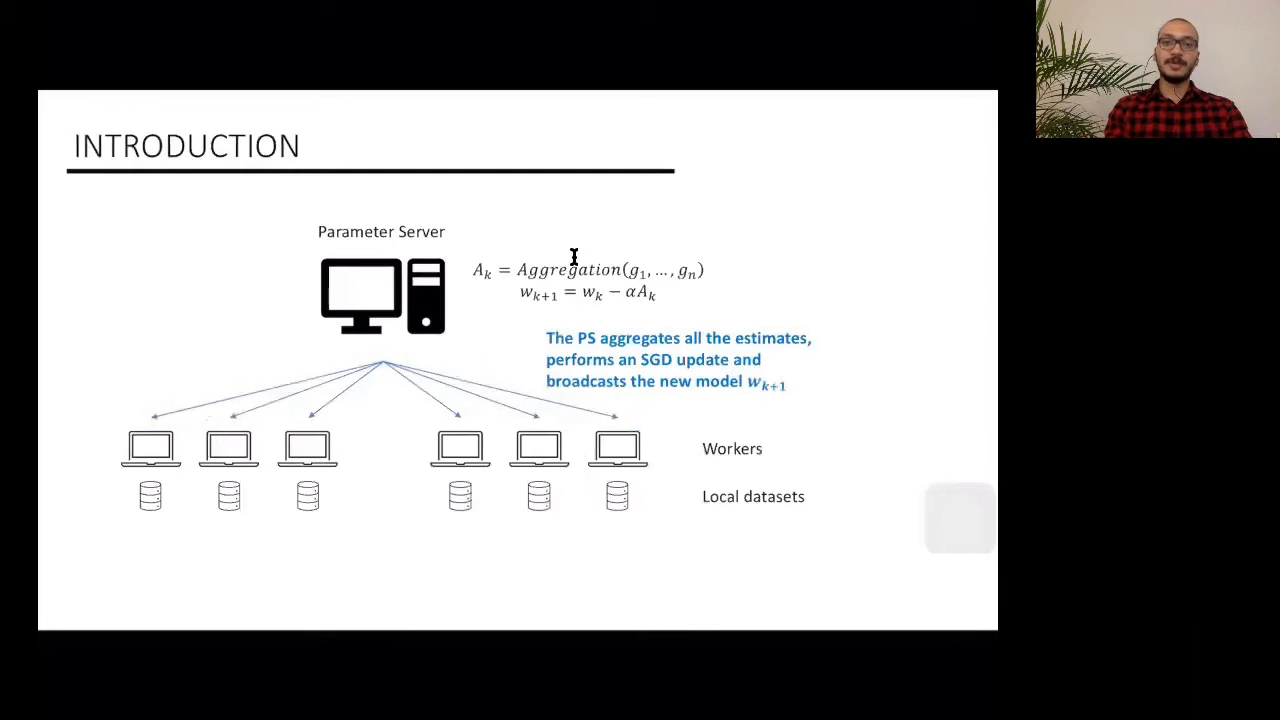 INTRODUCTION
Parameter Server
A_k = Aggregation(g_1, …, g_n)
w_{k+1} = w_k − αA_k
The PS aggregates all the estimates,
performs an SGD update and
broadcasts the new model w_{k+1}
Workers
Local datasets